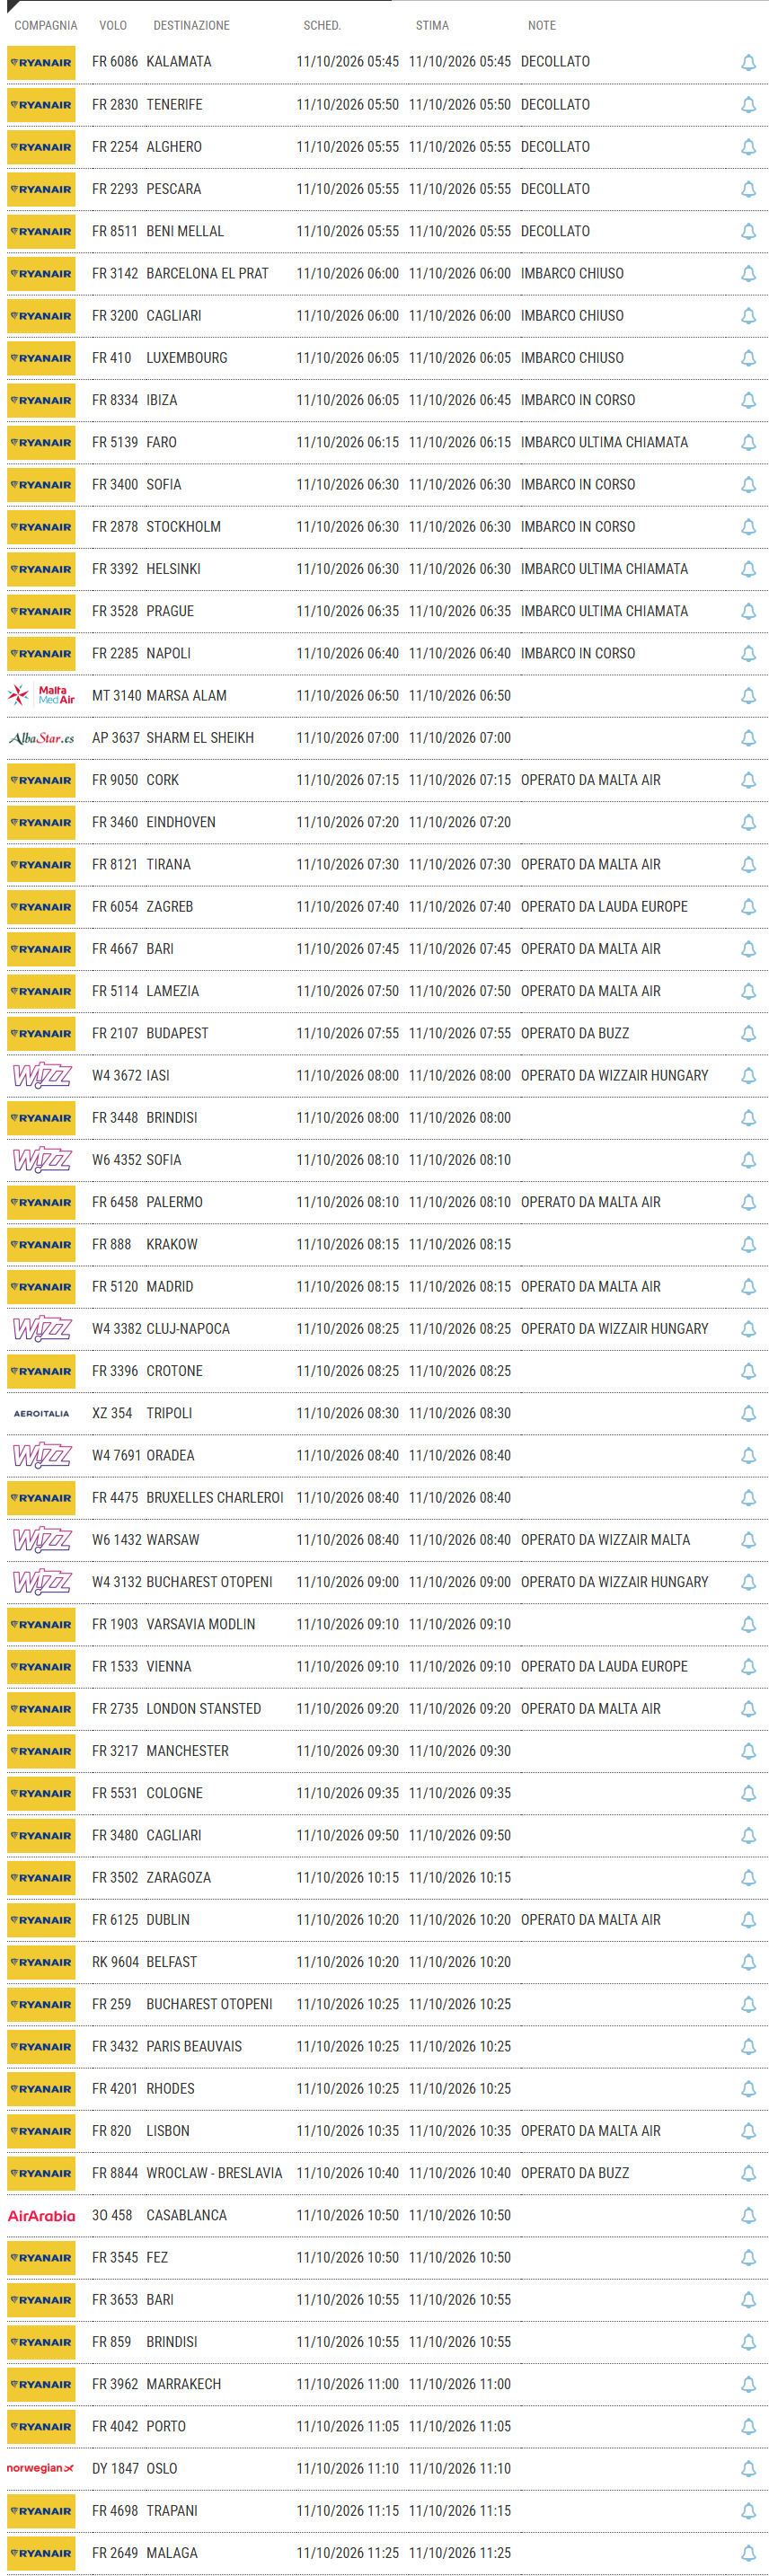 COMPAGNIA VOLO DESTINAZIONE SCHED. STIMA NOTE
RYANAIR FR 6086 KALAMATA 11/10/2026 05:45 11/10/2026 05:45 DECOLLATO
RYANAIR FR 2830 TENERIFE 11/10/2026 05:50 11/10/2026 05:50 DECOLLATO
RYANAIR FR 2254 ALGHERO 11/10/2026 05:55 11/10/2026 05:55 DECOLLATO
RYANAIR FR 2293 PESCARA 11/10/2026 05:55 11/10/2026 05:55 DECOLLATO
RYANAIR FR 8511 BENI MELLAL 11/10/2026 05:55 11/10/2026 05:55 DECOLLATO
RYANAIR FR 3142 BARCELONA EL PRAT 11/10/2026 06:00 11/10/2026 06:00 IMBARCO CHIUSO
RYANAIR FR 3200 CAGLIARI 11/10/2026 06:00 11/10/2026 06:00 IMBARCO CHIUSO
RYANAIR FR 410 LUXEMBOURG 11/10/2026 06:05 11/10/2026 06:05 IMBARCO CHIUSO
RYANAIR FR 8334 IBIZA 11/10/2026 06:05 11/10/2026 06:45 IMBARCO IN CORSO
RYANAIR FR 5139 FARO 11/10/2026 06:15 11/10/2026 06:15 IMBARCO ULTIMA CHIAMATA
RYANAIR FR 3400 SOFIA 11/10/2026 06:30 11/10/2026 06:30 IMBARCO IN CORSO
RYANAIR FR 2878 STOCKHOLM 11/10/2026 06:30 11/10/2026 06:30 IMBARCO IN CORSO
RYANAIR FR 3392 HELSINKI 11/10/2026 06:30 11/10/2026 06:30 IMBARCO ULTIMA CHIAMATA
RYANAIR FR 3528 PRAGUE 11/10/2026 06:35 11/10/2026 06:35 IMBARCO ULTIMA CHIAMATA
RYANAIR FR 2285 NAPOLI 11/10/2026 06:40 11/10/2026 06:40 IMBARCO IN CORSO
Malta MedAir MT 3140 MARSA ALAM 11/10/2026 06:50 11/10/2026 06:50
AlbaStar.es AP 3637 SHARM EL SHEIKH 11/10/2026 07:00 11/10/2026 07:00
RYANAIR FR 9050 CORK 11/10/2026 07:15 11/10/2026 07:15 OPERATO DA MALTA AIR
RYANAIR FR 3460 EINDHOVEN 11/10/2026 07:20 11/10/2026 07:20
RYANAIR FR 8121 TIRANA 11/10/2026 07:30 11/10/2026 07:30 OPERATO DA MALTA AIR
RYANAIR FR 6054 ZAGREB 11/10/2026 07:40 11/10/2026 07:40 OPERATO DA LAUDA EUROPE
RYANAIR FR 4667 BARI 11/10/2026 07:45 11/10/2026 07:45 OPERATO DA MALTA AIR
RYANAIR FR 5114 LAMEZIA 11/10/2026 07:50 11/10/2026 07:50 OPERATO DA MALTA AIR
RYANAIR FR 2107 BUDAPEST 11/10/2026 07:55 11/10/2026 07:55 OPERATO DA BUZZ
WIZZ W4 3672 IASI 11/10/2026 08:00 11/10/2026 08:00 OPERATO DA WIZZAIR HUNGARY
RYANAIR FR 3448 BRINDISI 11/10/2026 08:00 11/10/2026 08:00
WIZZ W6 4352 SOFIA 11/10/2026 08:10 11/10/2026 08:10
RYANAIR FR 6458 PALERMO 11/10/2026 08:10 11/10/2026 08:10 OPERATO DA MALTA AIR
RYANAIR FR 888 KRAKOW 11/10/2026 08:15 11/10/2026 08:15
RYANAIR FR 5120 MADRID 11/10/2026 08:15 11/10/2026 08:15 OPERATO DA MALTA AIR
WIZZ W4 3382 CLUJ-NAPOCA 11/10/2026 08:25 11/10/2026 08:25 OPERATO DA WIZZAIR HUNGARY
RYANAIR FR 3396 CROTONE 11/10/2026 08:25 11/10/2026 08:25
AEROITALIA XZ 354 TRIPOLI 11/10/2026 08:30 11/10/2026 08:30
WIZZ W4 7691 ORADEA 11/10/2026 08:40 11/10/2026 08:40
RYANAIR FR 4475 BRUXELLES CHARLEROI 11/10/2026 08:40 11/10/2026 08:40
WIZZ W6 1432 WARSAW 11/10/2026 08:40 11/10/2026 08:40 OPERATO DA WIZZAIR MALTA
WIZZ W4 3132 BUCHAREST OTOPENI 11/10/2026 09:00 11/10/2026 09:00 OPERATO DA WIZZAIR HUNGARY
RYANAIR FR 1903 VARSAVIA MODLIN 11/10/2026 09:10 11/10/2026 09:10
RYANAIR FR 1533 VIENNA 11/10/2026 09:10 11/10/2026 09:10 OPERATO DA LAUDA EUROPE
RYANAIR FR 2735 LONDON STANSTED 11/10/2026 09:20 11/10/2026 09:20 OPERATO DA MALTA AIR
RYANAIR FR 3217 MANCHESTER 11/10/2026 09:30 11/10/2026 09:30
RYANAIR FR 5531 COLOGNE 11/10/2026 09:35 11/10/2026 09:35
RYANAIR FR 3480 CAGLIARI 11/10/2026 09:50 11/10/2026 09:50
RYANAIR FR 3502 ZARAGOZA 11/10/2026 10:15 11/10/2026 10:15
RYANAIR FR 6125 DUBLIN 11/10/2026 10:20 11/10/2026 10:20 OPERATO DA MALTA AIR
RYANAIR RK 9604 BELFAST 11/10/2026 10:20 11/10/2026 10:20
RYANAIR FR 259 BUCHAREST OTOPENI 11/10/2026 10:25 11/10/2026 10:25
RYANAIR FR 3432 PARIS BEAUVAIS 11/10/2026 10:25 11/10/2026 10:25
RYANAIR FR 4201 RHODES 11/10/2026 10:25 11/10/2026 10:25
RYANAIR FR 820 LISBON 11/10/2026 10:35 11/10/2026 10:35 OPERATO DA MALTA AIR
RYANAIR FR 8844 WROCLAW - BRESLAVIA 11/10/2026 10:40 11/10/2026 10:40 OPERATO DA BUZZ
AirArabia 3O 458 CASABLANCA 11/10/2026 10:50 11/10/2026 10:50
RYANAIR FR 3545 FEZ 11/10/2026 10:50 11/10/2026 10:50
RYANAIR FR 3653 BARI 11/10/2026 10:55 11/10/2026 10:55
RYANAIR FR 859 BRINDISI 11/10/2026 10:55 11/10/2026 10:55
RYANAIR FR 3962 MARRAKECH 11/10/2026 11:00 11/10/2026 11:00
RYANAIR FR 4042 PORTO 11/10/2026 11:05 11/10/2026 11:05
norwegian DY 1847 OSLO 11/10/2026 11:10 11/10/2026 11:10
RYANAIR FR 4698 TRAPANI 11/10/2026 11:15 11/10/2026 11:15
RYANAIR FR 2649 MALAGA 11/10/2026 11:25 11/10/2026 11:25